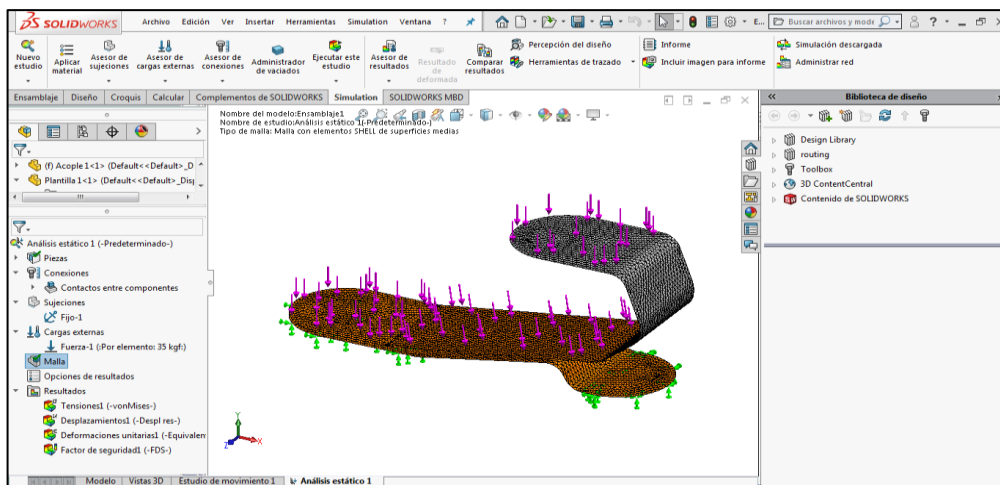 SOLIDWORKS
Archivo Edición Ver Insertar Herramientas Simulation Ventana ?
E...
Buscar archivos y mode
Nuevo estudio
Aplicar material
Asesor de sujeciones
Asesor de cargas externas
Asesor de conexiones
Administrador de vaciados
Ejecutar este estudio
Asesor de resultados
Resultado de deformada
Comparar resultados
Percepción del diseño
Herramientas de trazado
Informe
Incluir imagen para informe
Simulación descargada
Administrar red
Ensamblaje Diseño Croquis Calcular Complementos de SOLIDWORKS Simulation SOLIDWORKS MBD
Biblioteca de diseño
Nombre del modelo:Ensamblaje1
Nombre de estudio:Análisis estático 1(-Predeterminado-)
Tipo de malla: Malla con elementos SHELL de superficies medias
(f) Acople 1<1> (Default<<Default>_D
Plantilla 1<1> (Default<<Default>_Disp
Análisis estático 1 (-Predeterminado-)
Piezas
Conexiones
Contactos entre componentes
Sujeciones
Fijo-1
Cargas externas
Fuerza-1 (:Por elemento: 35 kgf:)
Malla
Opciones de resultados
Resultados
Tensiones1 (-vonMises-)
Desplazamientos1 (-Despl res-)
Deformaciones unitarias1 (-Equivalen
Factor de seguridad1 (-FDS-)
Y
X
Z
Design Library
routing
Toolbox
3D ContentCentral
Contenido de SOLIDWORKS
Modelo Vistas 3D Estudio de movimiento 1 Análisis estático 1